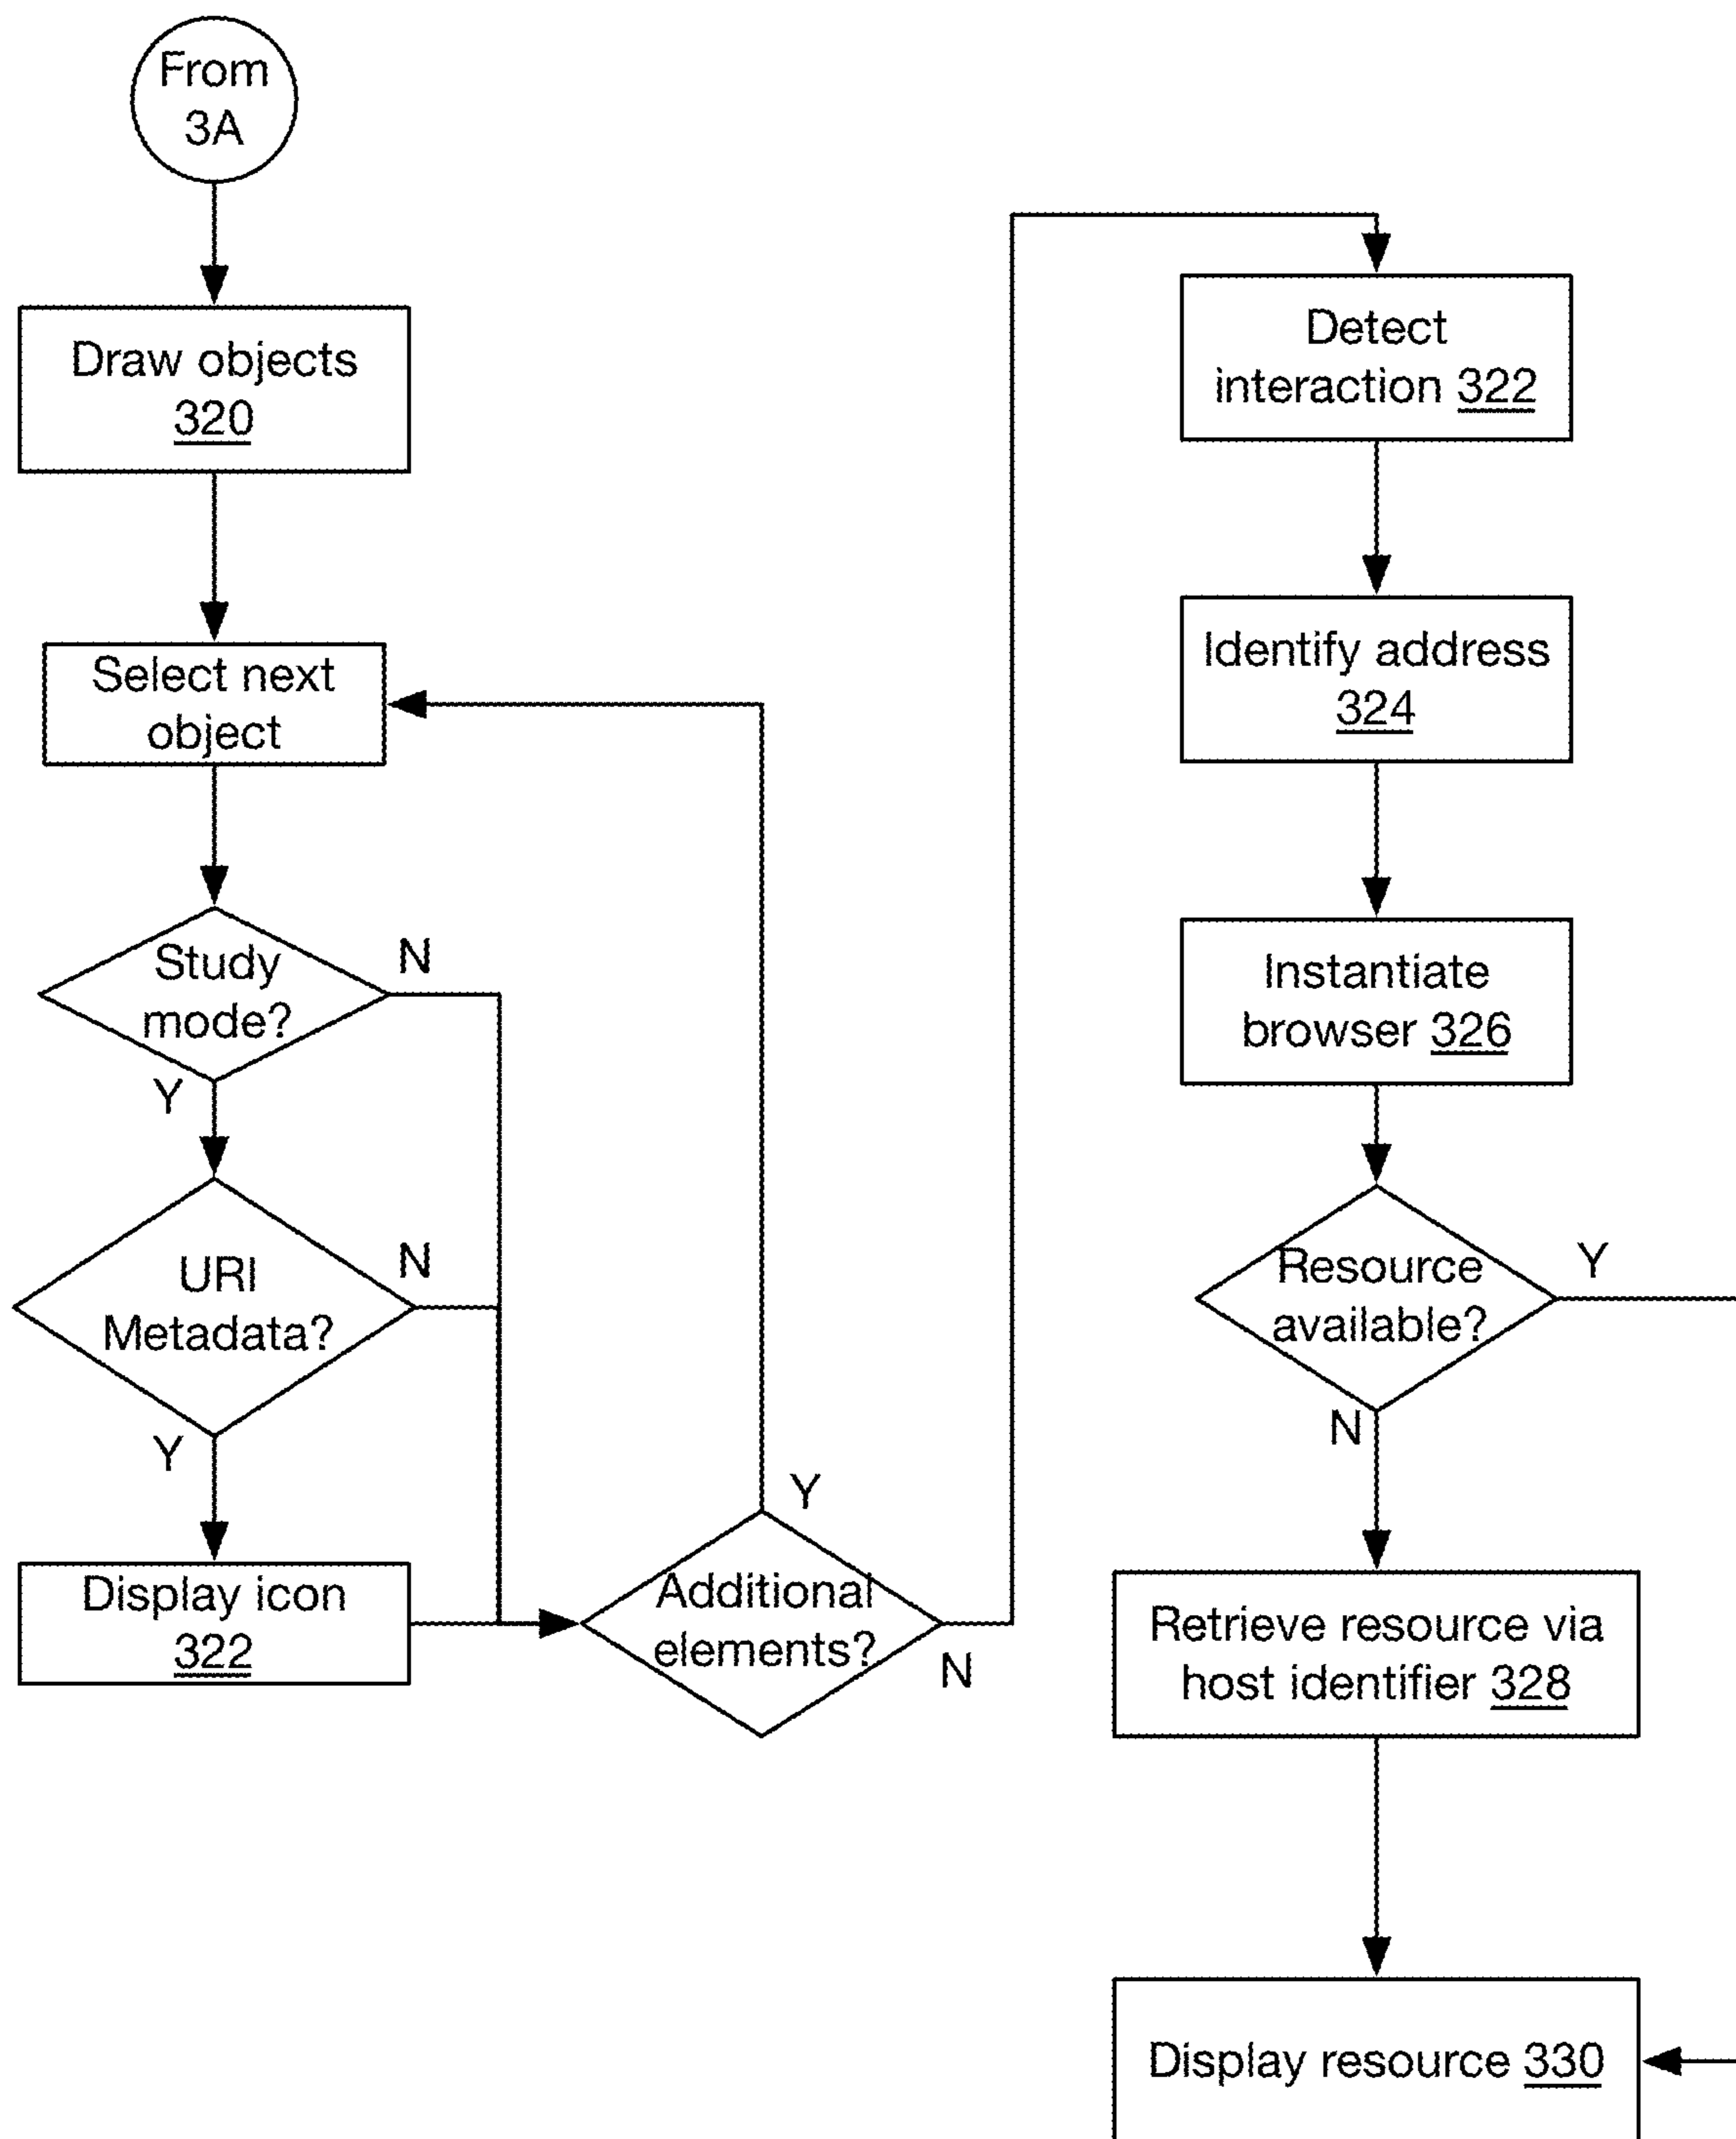 From
3A
Draw objects
320
Select next
object
Study
mode?
N
Y
URI
Metadata?
N
Y
Display icon
322
Additional
elements?
Y
N
Detect
interaction 322
Identify address
324
Instantiate
browser 326
Resource
available?
Y
N
Retrieve resource via
host identifier 328
Display resource 330